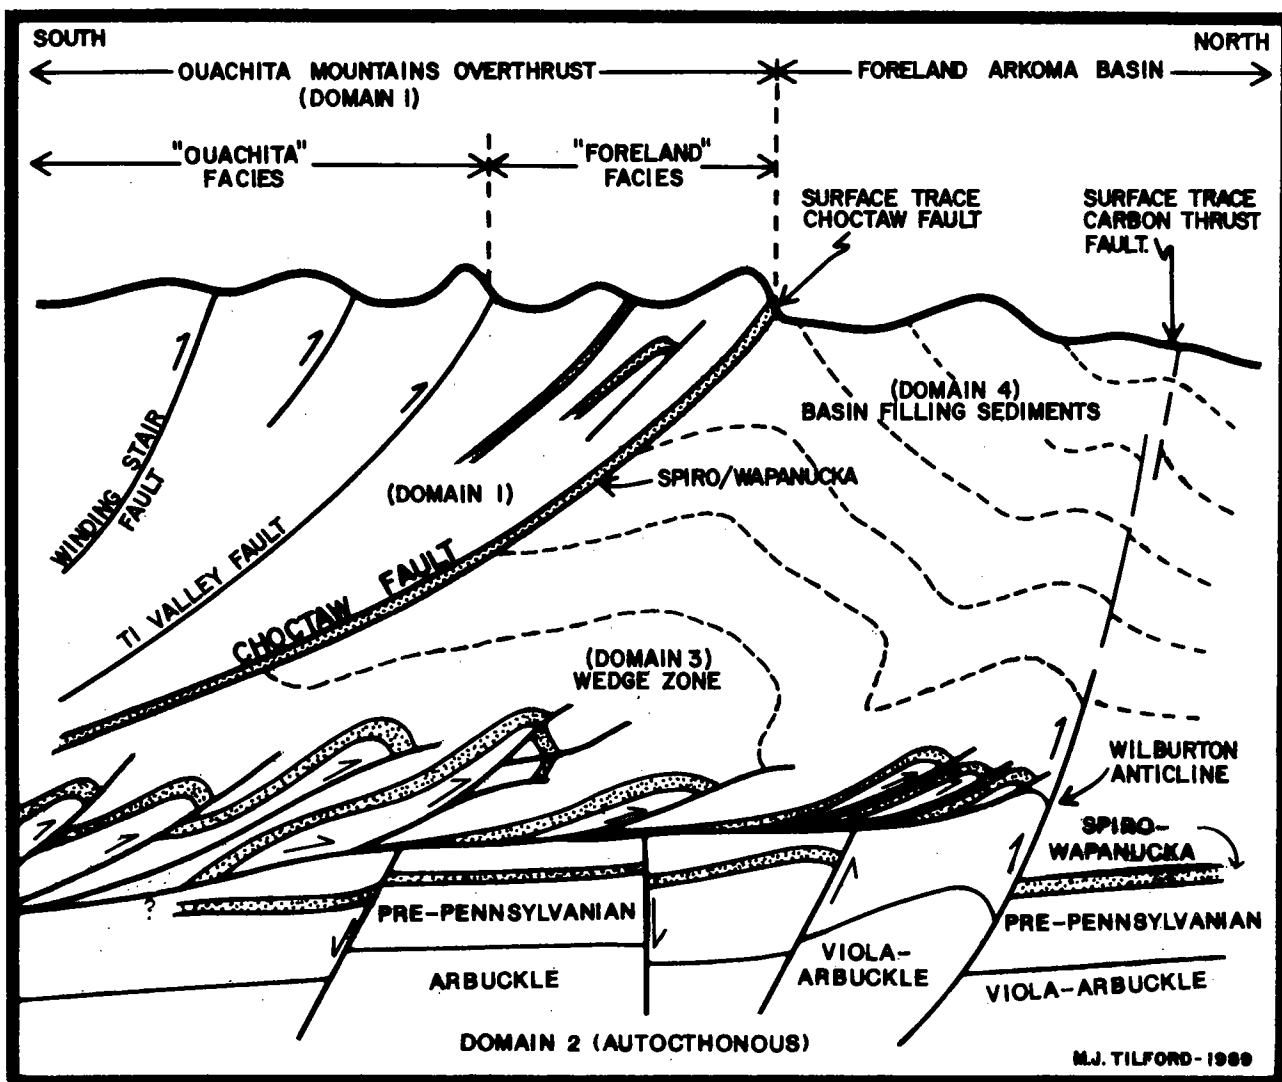 SOUTH
NORTH
OUACHITA MOUNTAINS OVERTHRUST
(DOMAIN I)
FORELAND ARKOMA BASIN
"OUACHITA"
FACIES
"FORELAND"
FACIES
SURFACE TRACE
CHOCTAW FAULT
SURFACE TRACE
CARBON THRUST
FAULT.
(DOMAIN 4)
BASIN FILLING SEDIMENTS
WINDING STAIR
FAULT
(DOMAIN I)
SPIRO/WAPANUCKA
TI VALLEY FAULT
CHOCTAW FAULT
(DOMAIN 3)
WEDGE ZONE
WILBURTON
ANTICLINE
SPIRO-
WAPANUCKA
?
PRE-PENNSYLVANIAN
PRE-PENNSYLVANIAN
ARBUCKLE
VIOLA-
ARBUCKLE
VIOLA-ARBUCKLE
DOMAIN 2 (AUTOCTHONOUS)
M.J. TILFORD-1989